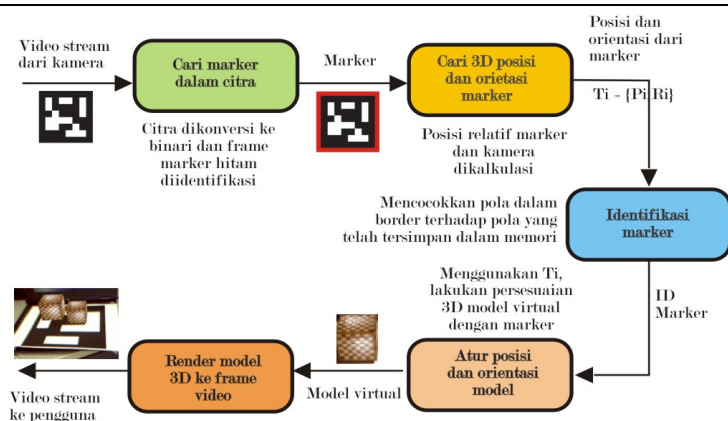 Video stream
dari kamera
Cari marker
dalam citra
Citra dikonversi ke
binari dan frame
marker hitam
diidentifikasi
Marker
Cari 3D posisi
dan orietasi
marker
Posisi relatif marker
dan kamera
dikalkulasi
Posisi dan
orientasi dari
marker
Ti - {Pi,Ri}
Mencocokkan pola dalam
border terhadap pola yang
telah tersimpan dalam memori
Identifikasi
marker
ID
Marker
Menggunakan Ti,
lakukan persesuaian
3D model virtual
dengan marker
Atur posisi
dan orientasi
model
Model virtual
Render model
3D ke frame
video
Video stream
ke pengguna